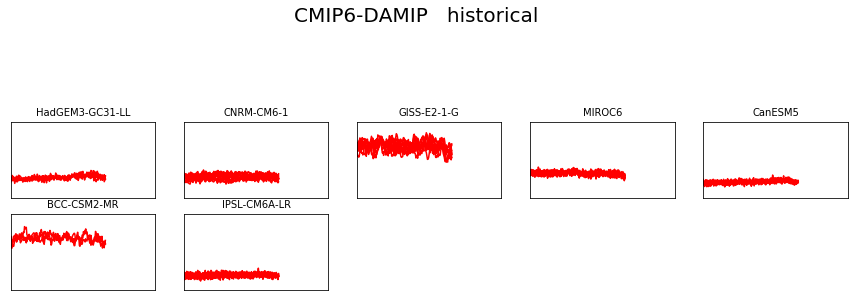 CMIP6-DAMIP   historical
HadGEM3-GC31-LL
CNRM-CM6-1
GISS-E2-1-G
MIROC6
CanESM5
BCC-CSM2-MR
IPSL-CM6A-LR